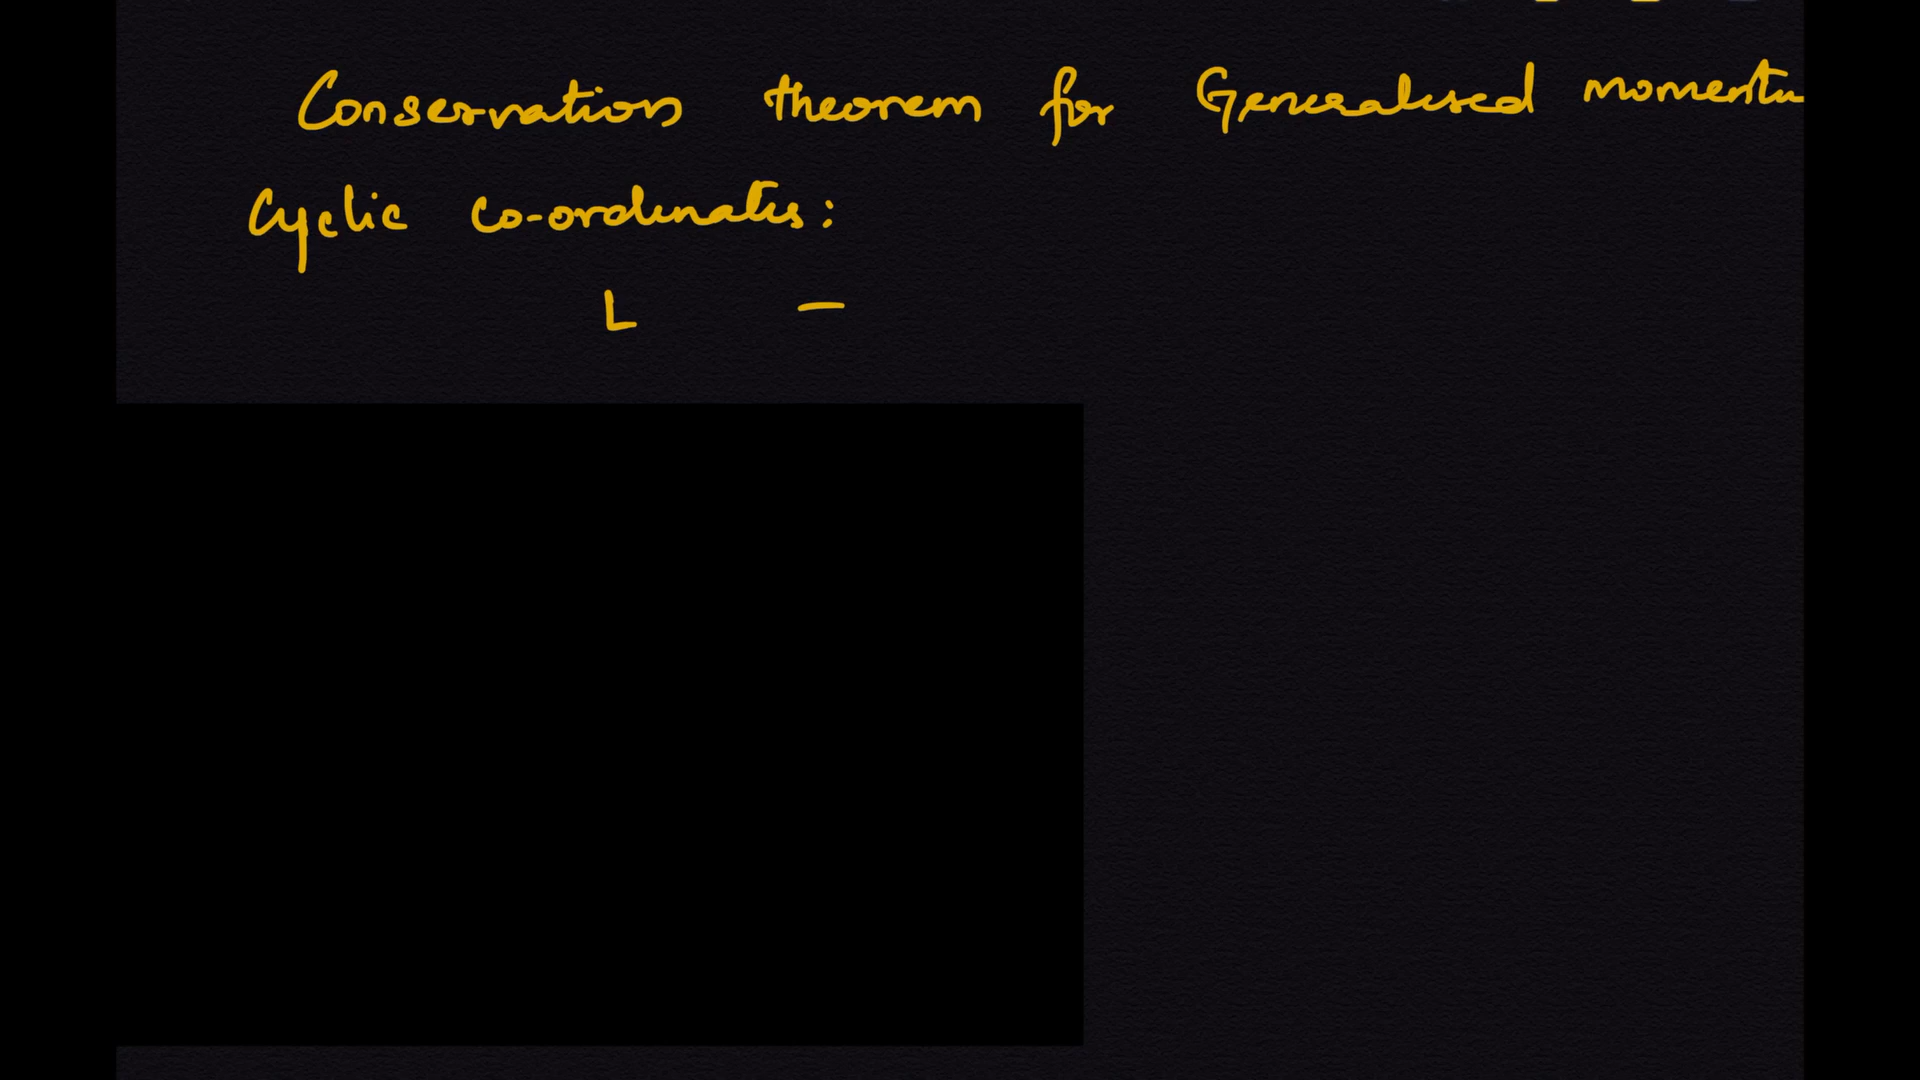 Conservation theorem for Generalised momentu
Cyclic co-ordinates:
L –